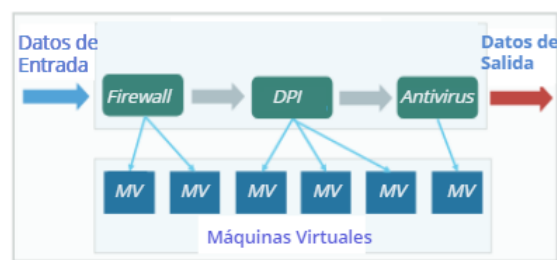 Datos de
Entrada
Datos de
Salida
Firewall
DPI
Antivirus
MV
MV
MV
MV
MV
MV
Máquinas Virtuales